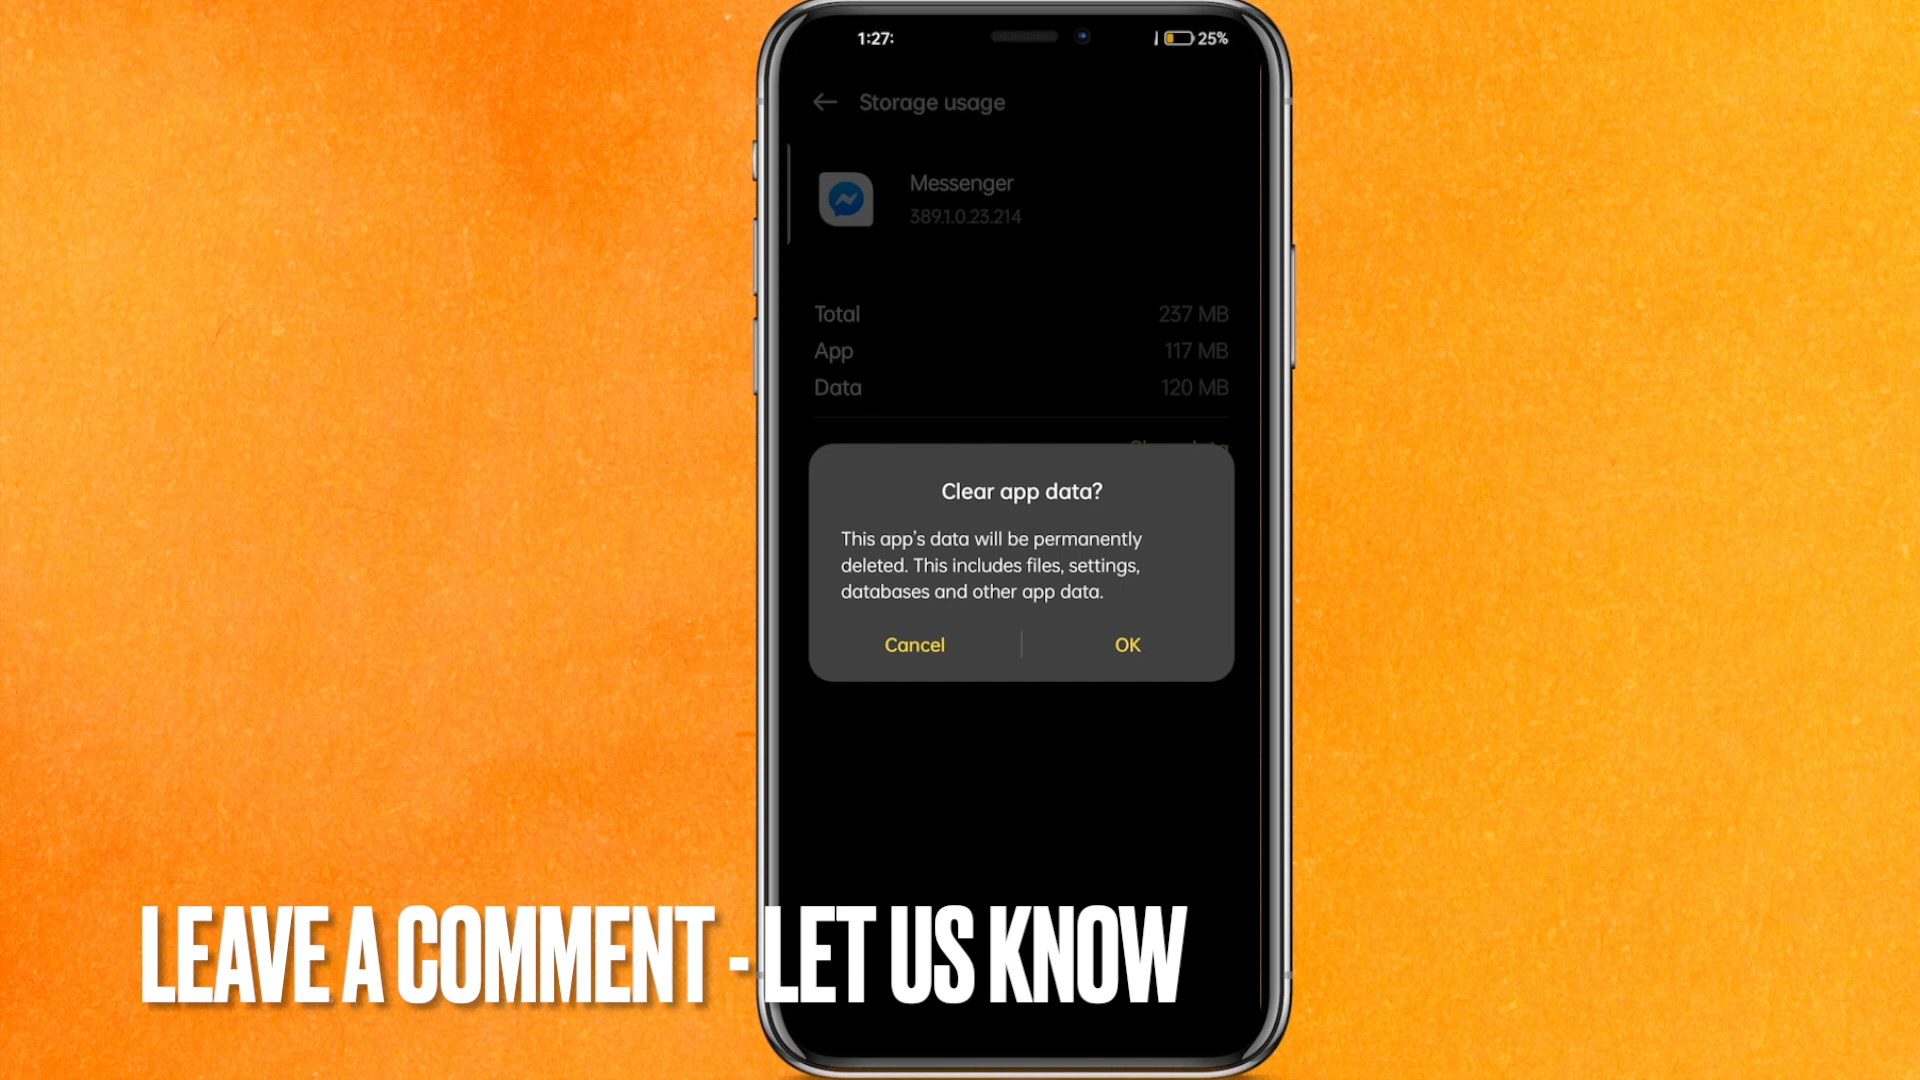 1:27:
25%
Storage usage
Messenger
389.1.0.23.214
Total 237 MB
App 117 MB
Data 120 MB
Clear app data?
This app's data will be permanently
deleted. This includes files, settings,
databases and other app data.
Cancel
OK
LEAVE A COMMENT - LET US KNOW